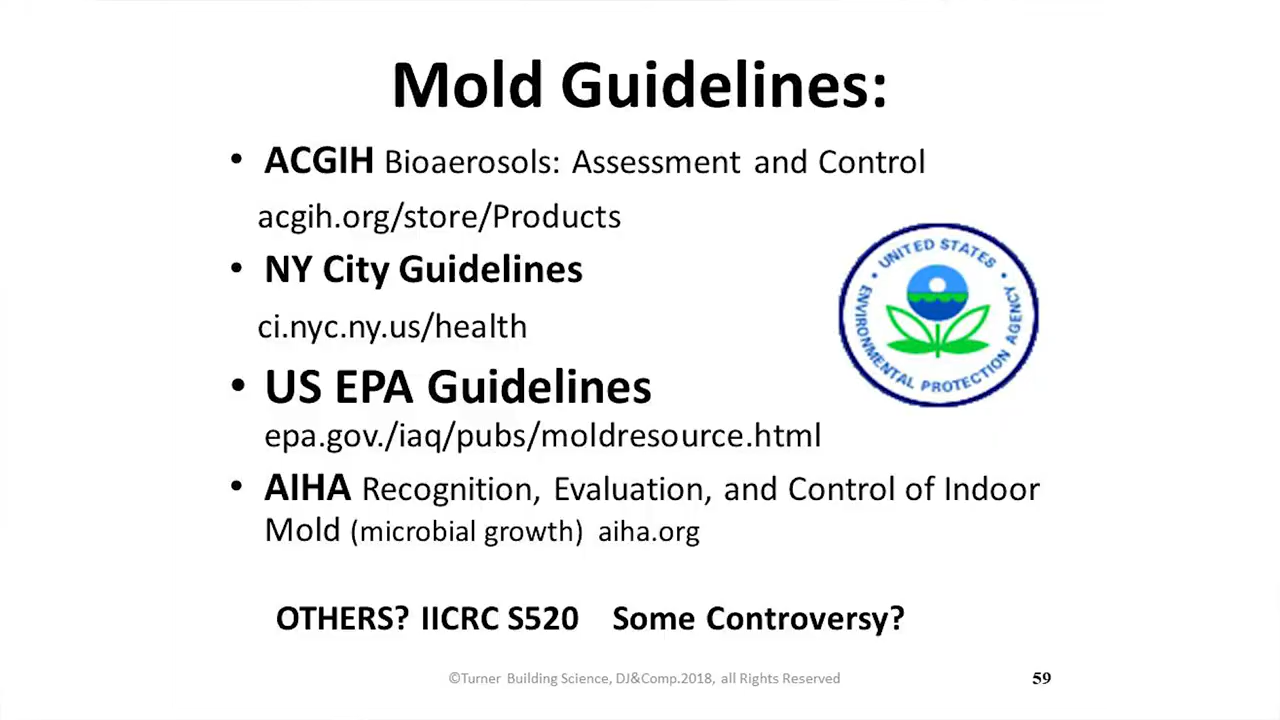 Mold Guidelines:
• ACGIH Bioaerosols: Assessment and Control
acgih.org/store/Products
• NY City Guidelines
ci.nyc.ny.us/health
• US EPA Guidelines
epa.gov./iaq/pubs/moldresource.html
• AIHA Recognition, Evaluation, and Control of Indoor
Mold (microbial growth) aiha.org
UNITED STATES
ENVIRONMENTAL PROTECTION AGENCY
OTHERS? IICRC S520 Some Controversy?
©Turner Building Science, DJ&Comp.2018, all Rights Reserved
59